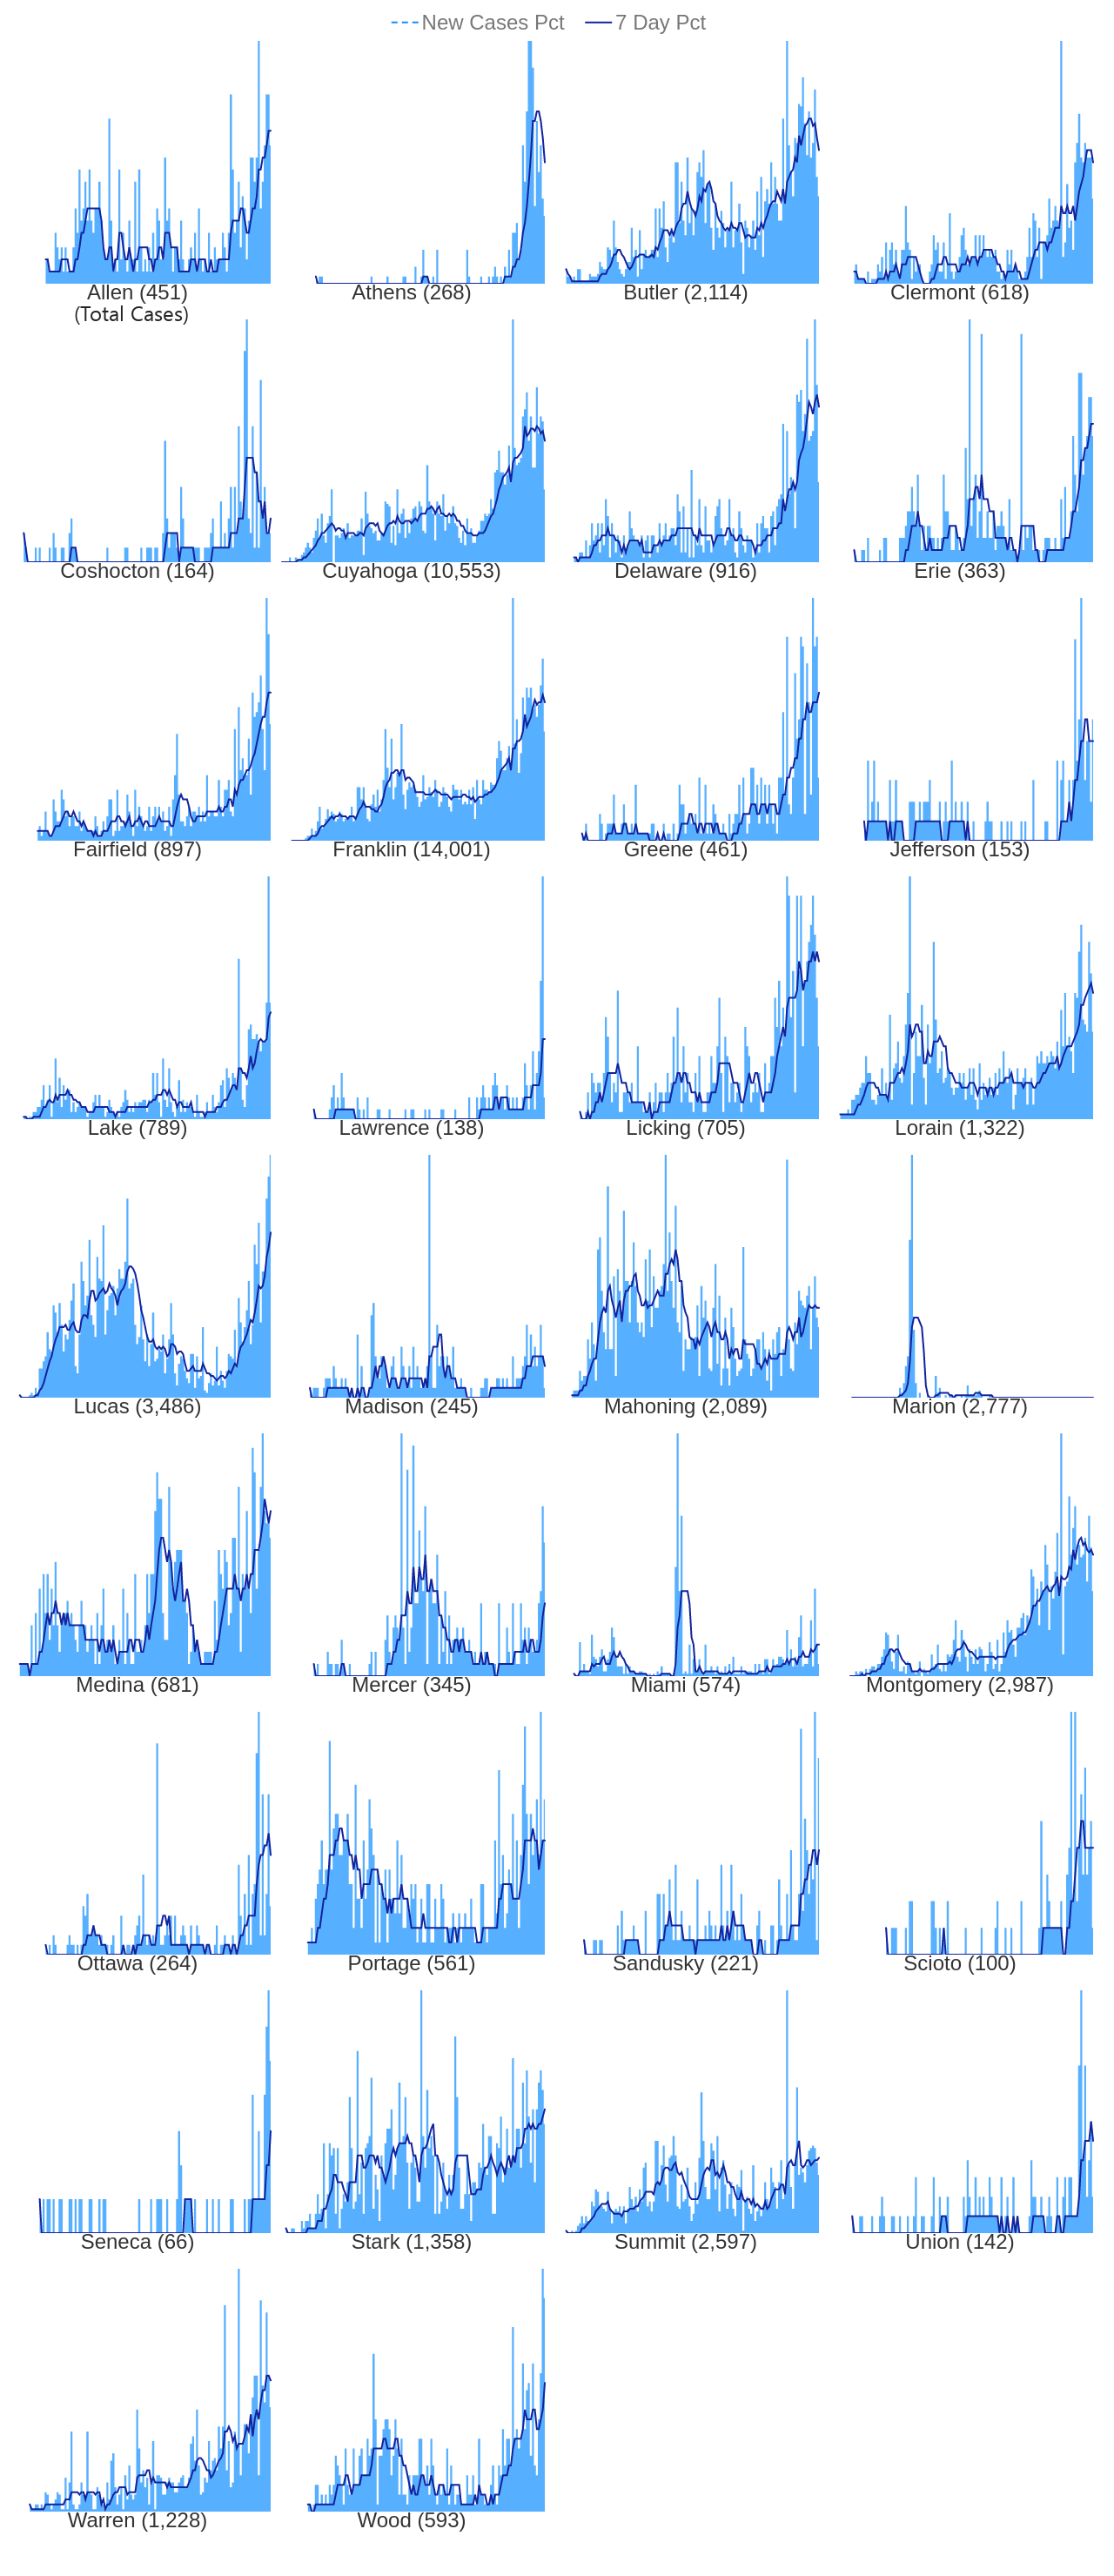 New Cases Pct 7 Day Pct
Allen (451) Athens (268) Butler (2,114) Clermont (618)
(Total Cases)
Coshocton (164) Cuyahoga (10,553) Delaware (916) Erie (363)
Fairfield (897) Franklin (14,001) Greene (461) Jefferson (153)
Lake (789) Lawrence (138) Licking (705) Lorain (1,322)
Lucas (3,486) Madison (245) Mahoning (2,089) Marion (2,777)
Medina (681) Mercer (345) Miami (574) Montgomery (2,987)
Ottawa (264) Portage (561) Sandusky (221) Scioto (100)
Seneca (66) Stark (1,358) Summit (2,597) Union (142)
Warren (1,228) Wood (593)